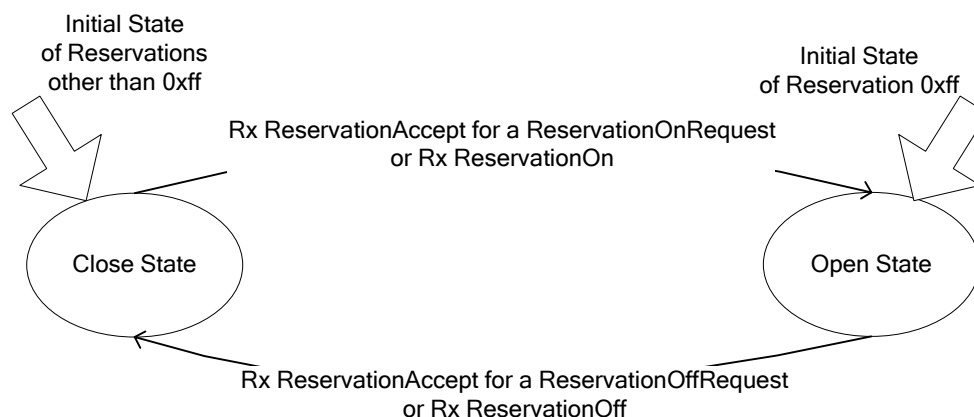 Initial State
of Reservations
other than 0xff
Initial State
of Reservation 0xff
Rx ReservationAccept for a ReservationOnRequest
or Rx ReservationOn
Close State
Open State
Rx ReservationAccept for a ReservationOffRequest
or Rx ReservationOff